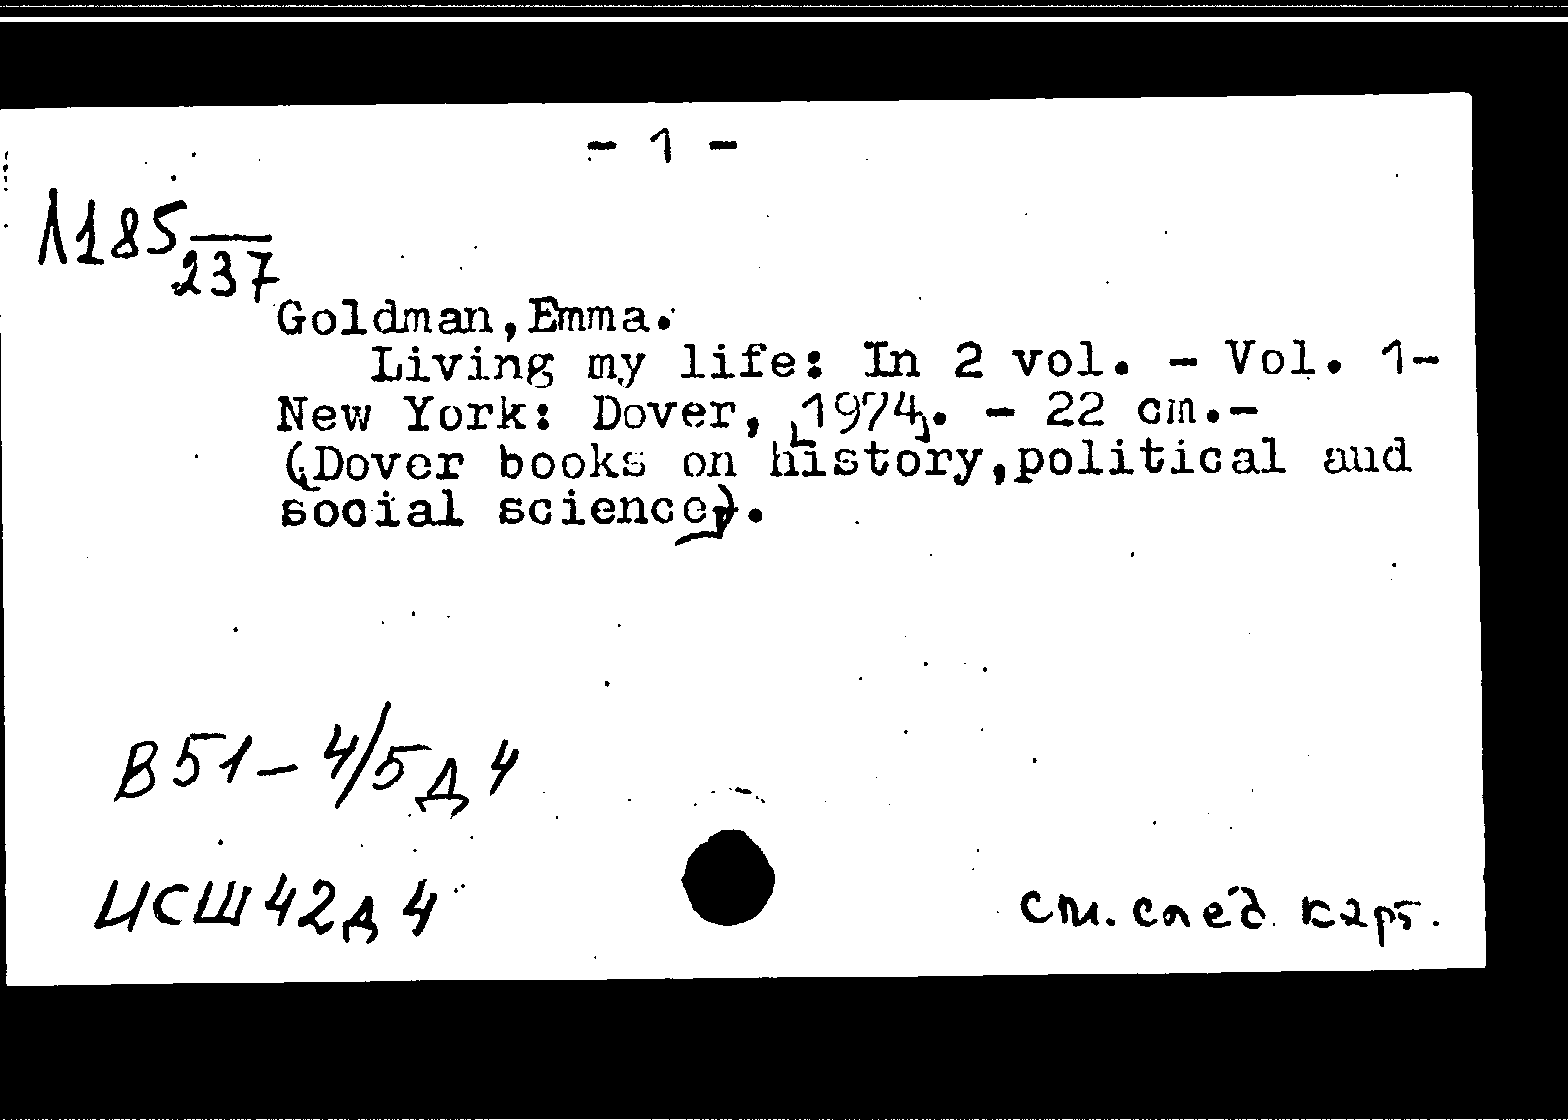 - 1 -
Л185
237
Goldman,Emma.
Living my life: In 2 vol. - Vol. 1-
New York: Dover, [1974]. - 22 cm.-
(Dover books on history,political and
social science).
В51-4/5Д4
ИСШ42д4
см. след. карт.